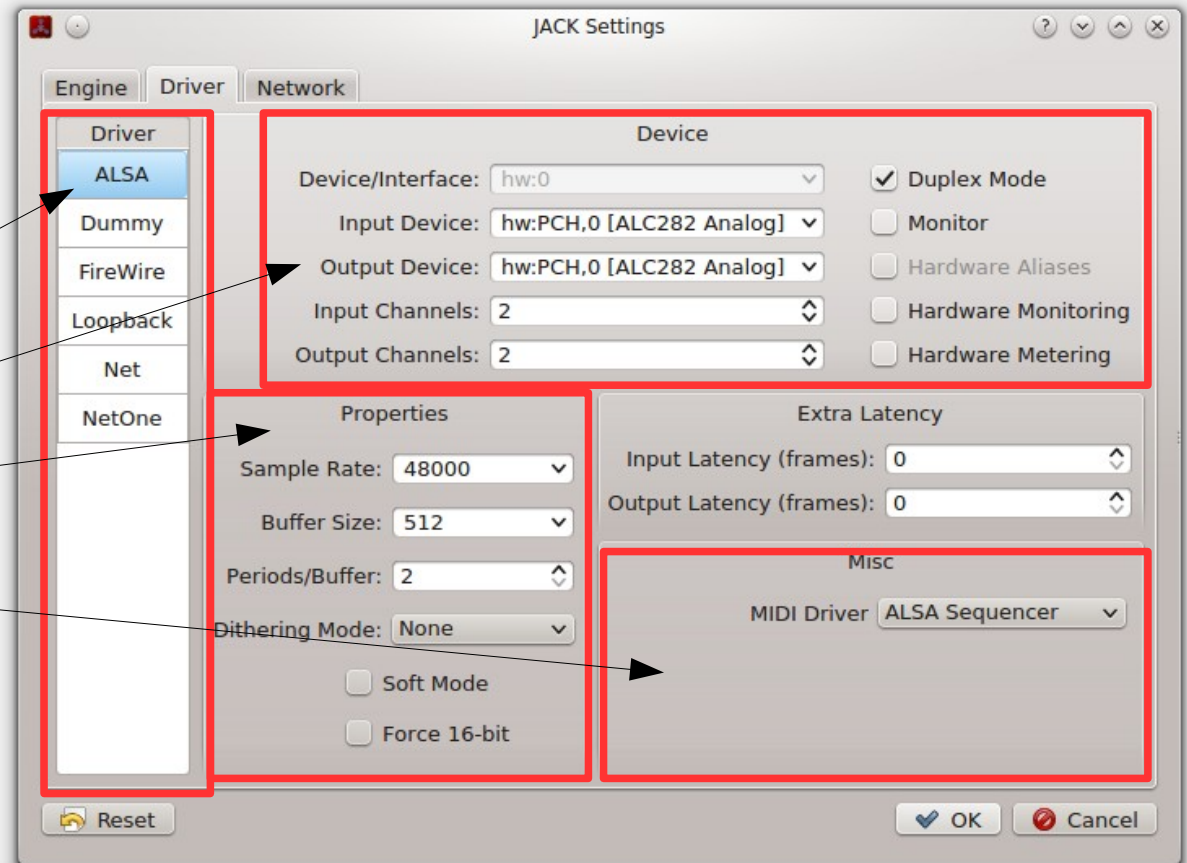 JACK Settings
Engine Driver Network
Driver
ALSA
Dummy
FireWire
Loopback
Net
NetOne
Device
Device/Interface: hw:0
Input Device: hw:PCH,0 [ALC282 Analog]
Output Device: hw:PCH,0 [ALC282 Analog]
Input Channels: 2
Output Channels: 2
Duplex Mode
Monitor
Hardware Aliases
Hardware Monitoring
Hardware Metering
Properties
Sample Rate: 48000
Buffer Size: 512
Periods/Buffer: 2
Dithering Mode: None
Soft Mode
Force 16-bit
Extra Latency
Input Latency (frames): 0
Output Latency (frames): 0
Misc
MIDI Driver ALSA Sequencer
Reset
OK
Cancel